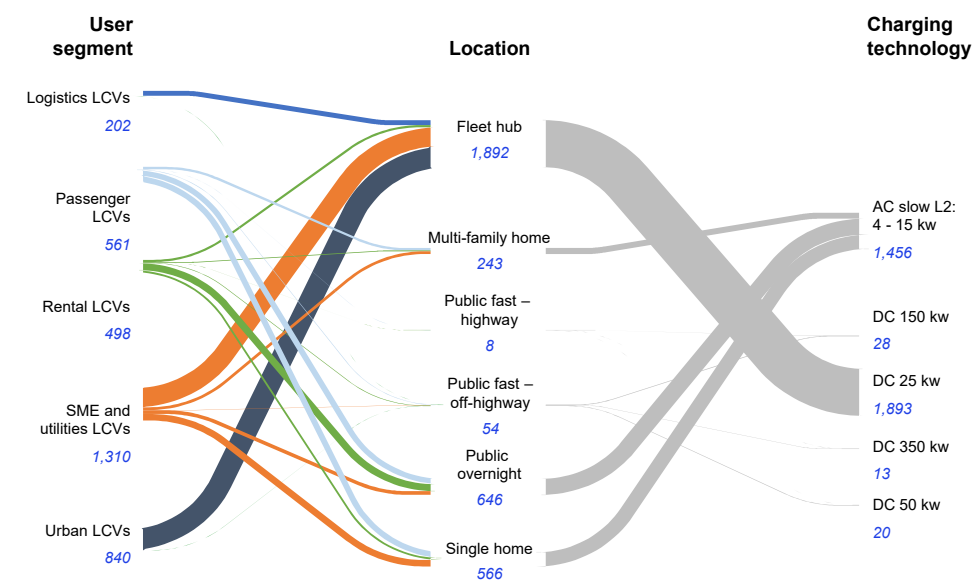 User
segment
Location
Charging
technology
Logistics LCVs
202
Passenger
LCVs
561
Rental LCVs
498
SME and
utilities LCVs
1,310
Urban LCVs
840
Fleet hub
1,892
Multi-family home
243
Public fast –
highway
8
Public fast –
off-highway
54
Public
overnight
646
Single home
566
AC slow L2:
4 - 15 kw
1,456
DC 150 kw
28
DC 25 kw
1,893
DC 350 kw
13
DC 50 kw
20